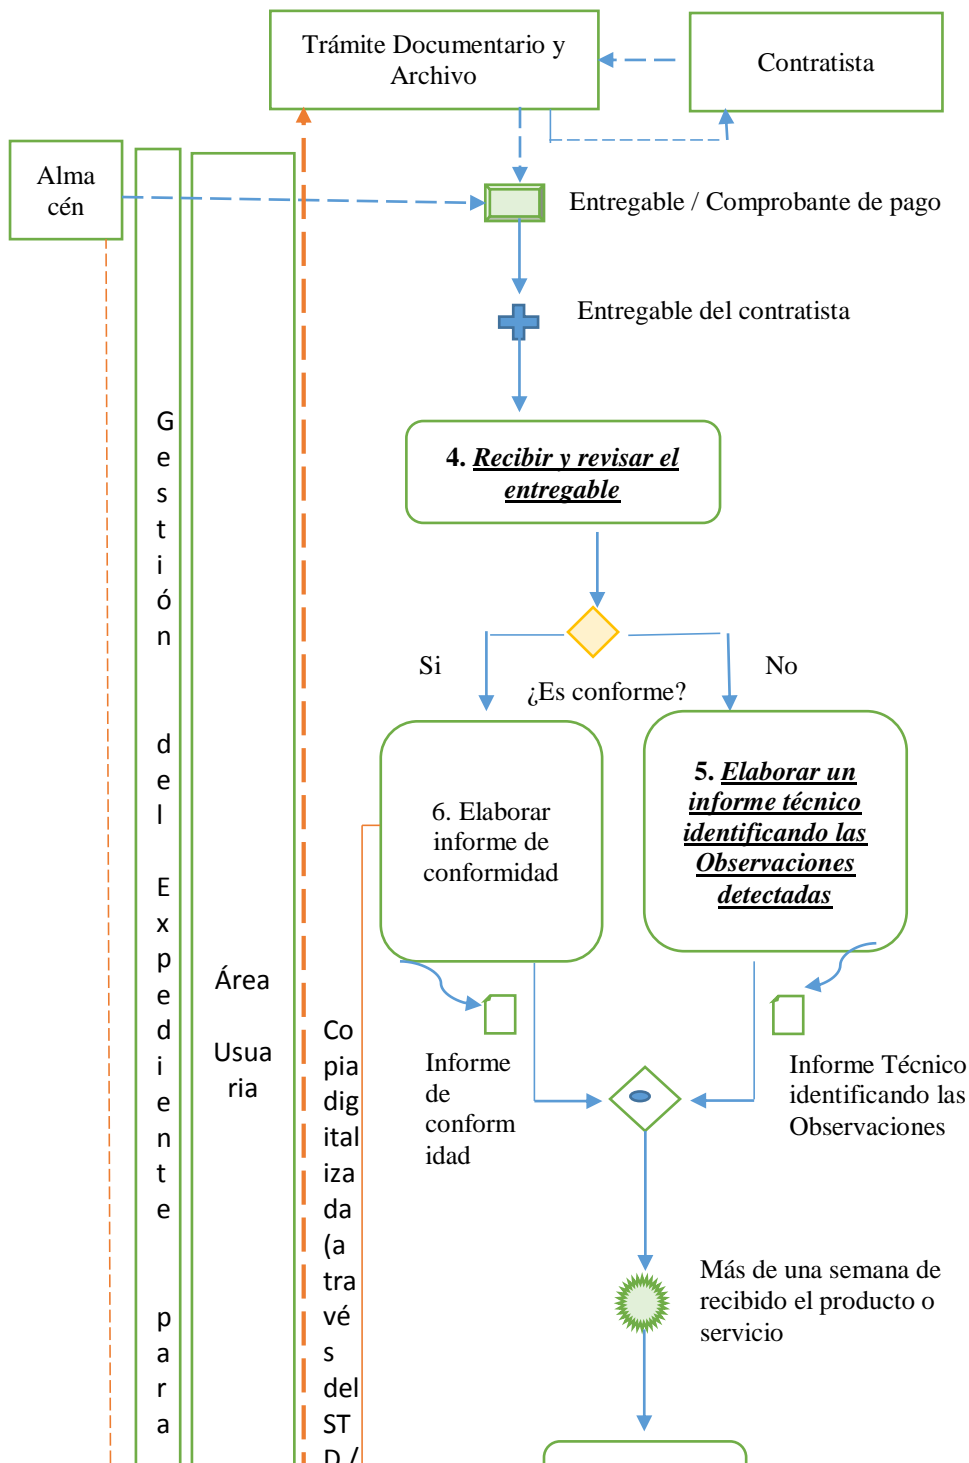 Trámite Documentario y
Archivo
Contratista
Alma
cén
Entregable / Comprobante de pago
Entregable del contratista
G
e
s
t
i
ó
n
d
e
l
E
x
p
e
d
i
e
n
t
e
p
a
r
a
Área
Usua
ria
4. Recibir y revisar el
entregable
Si
No
¿Es conforme?
6. Elaborar
informe de
conformidad
5. Elaborar un
informe técnico
identificando las
Observaciones
detectadas
Co
pia
dig
ital
iza
da
(a
tra
vé
s
del
ST
D /
Informe
de
conform
idad
Informe Técnico
identificando las
Observaciones
Más de una semana de
recibido el producto o
servicio